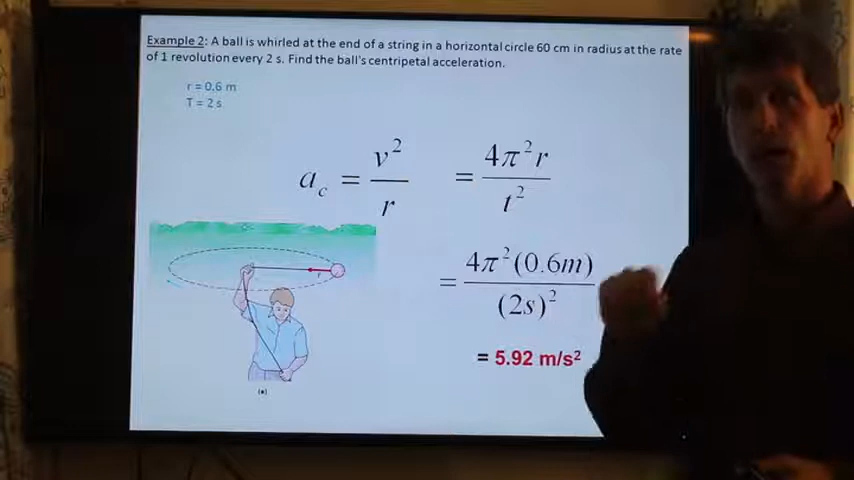 Example 2: A ball is whirled at the end of a string in a horizontal circle 60 cm in radius at the rate
of 1 revolution every 2 s. Find the ball's centripetal acceleration.
r = 0.6 m
T = 2 s
a_c = v²/r = 4π²r/t²
= 4π²(0.6m)/(2s)²
= 5.92 m/s²
(a)